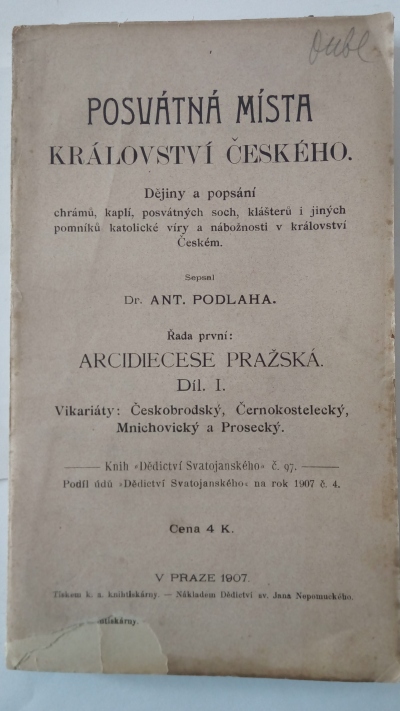 dubl.
POSVÁTNÁ MÍSTA
KRÁLOVSTVÍ ČESKÉHO.
Dějiny a popsání
chrámů, kaplí, posvátných soch, klášterů i jiných
pomníků katolické víry a nábožnosti v království
Českém.
Sepsal
Dr. ANT. PODLAHA.
Řada první:
ARCIDIECESE PRAŽSKÁ.
Díl. I.
Vikariáty: Českobrodský, Černokostelecký,
Mnichovický a Prosecký.
Knih »Dědictví Svatojanského« č. 97.
Podíl údů »Dědictví Svatojanského« na rok 1907 č. 4.
Cena 4 K.
V PRAZE 1907.
Tiskem k. a. knihtiskárny. — Nákladem Dědictví sv. Jana Nepomuckého.
htiskárny.